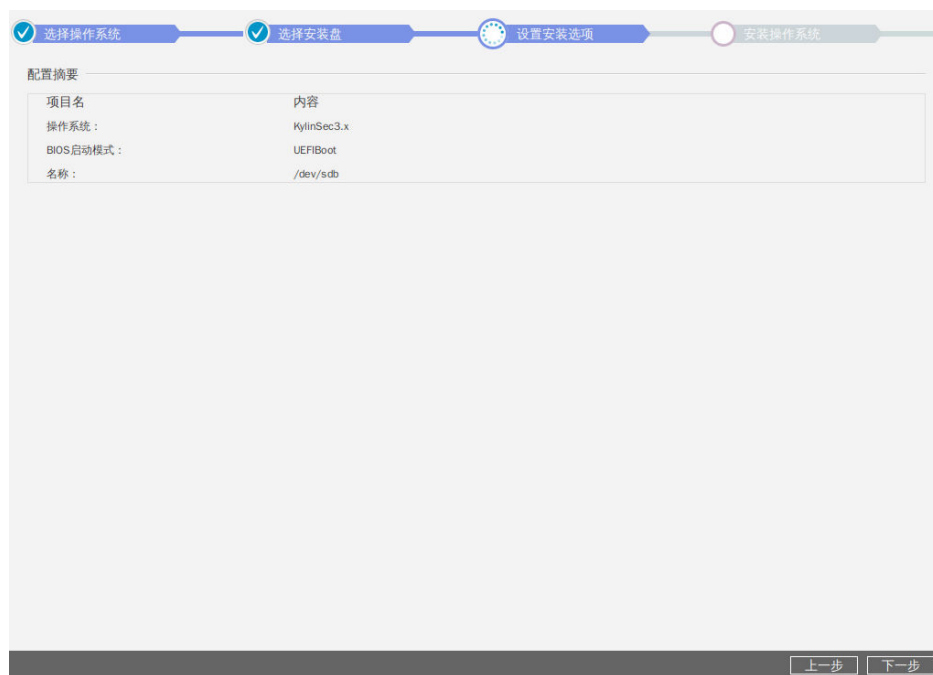 选择操作系统 选择安装盘 设置安装选项 安装操作系统
配置摘要
项目名 内容
操作系统： KylinSec3.x
BIOS启动模式： UEFIBoot
名称： /dev/sdb
上一步 下一步